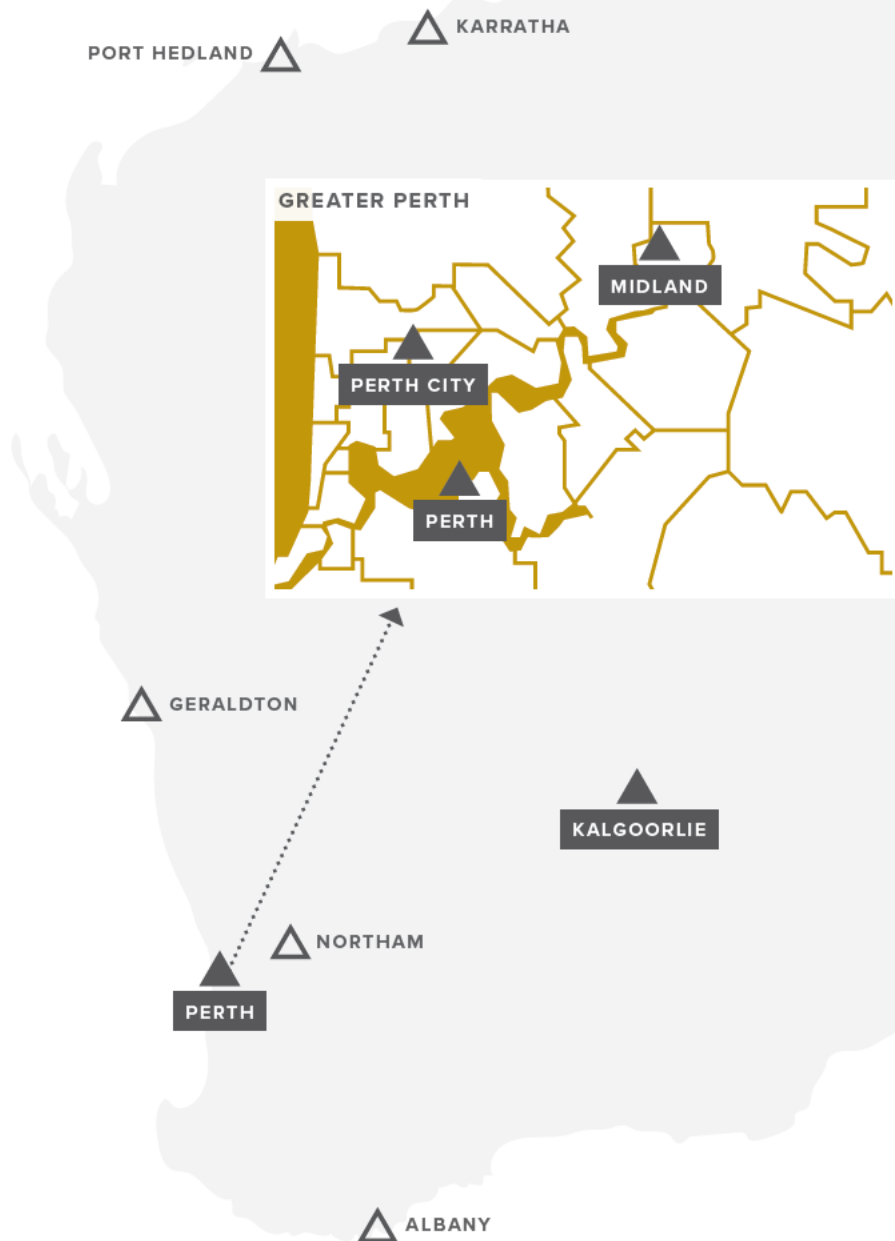 KARRATHA
PORT HEDLAND
GREATER PERTH
MIDLAND
PERTH CITY
PERTH
GERALDTON
KALGOORLIE
NORTHAM
PERTH
ALBANY